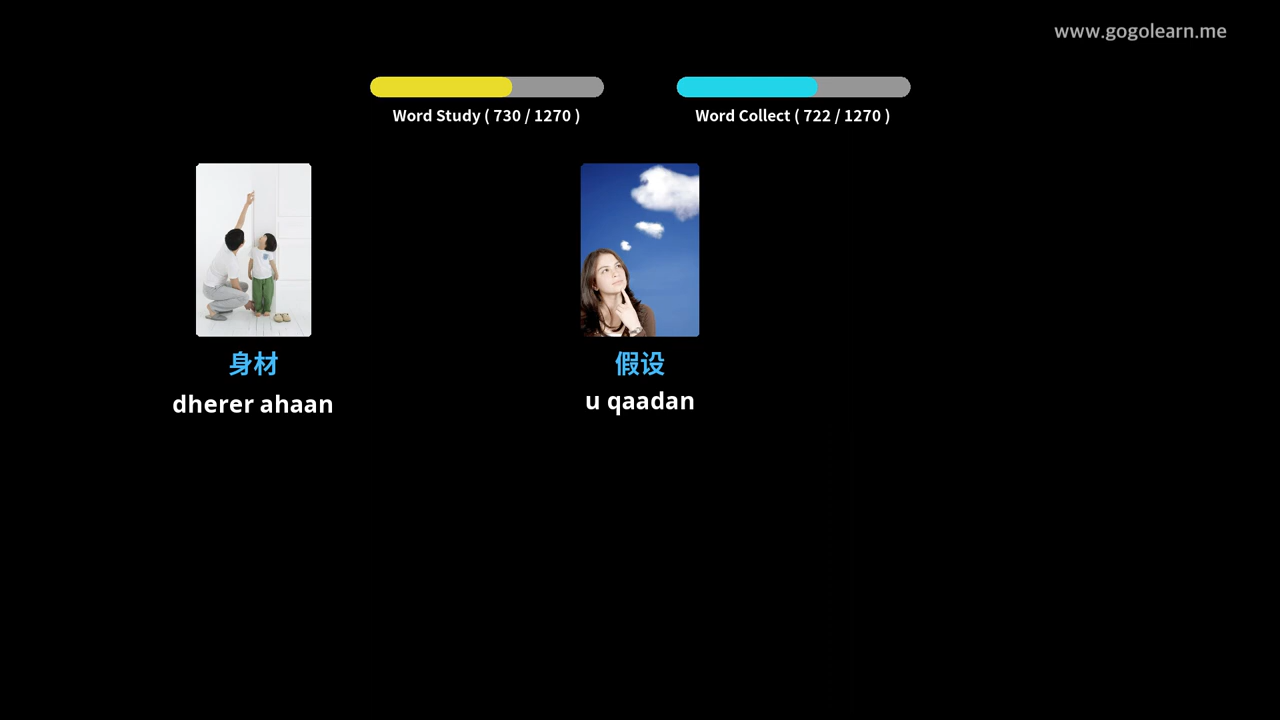 www.gogolearn.me
Word Study ( 730 / 1270 )
Word Collect ( 722 / 1270 )
身材
假设
dherer ahaan
u qaadan